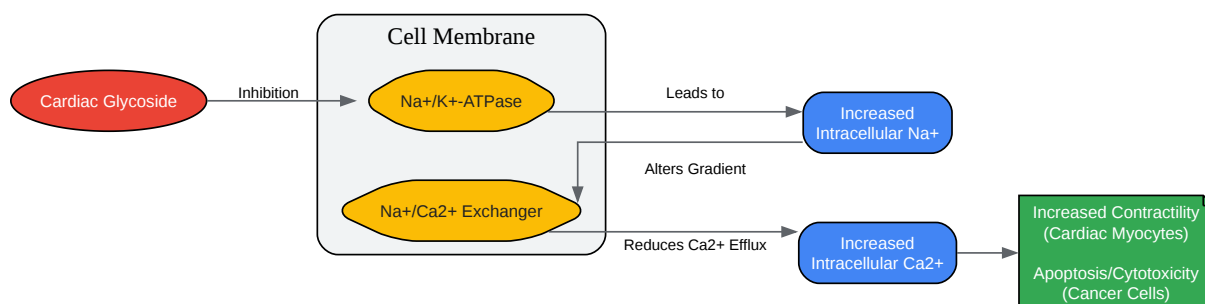 Cell Membrane
Cardiac Glycoside
Inhibition
Na+/K+-ATPase
Leads to
Increased
Intracellular Na+
Alters Gradient
Na+/Ca2+ Exchanger
Reduces Ca2+ Efflux
Increased
Intracellular Ca2+
Increased Contractility
(Cardiac Myocytes)
Apoptosis/Cytotoxicity
(Cancer Cells)